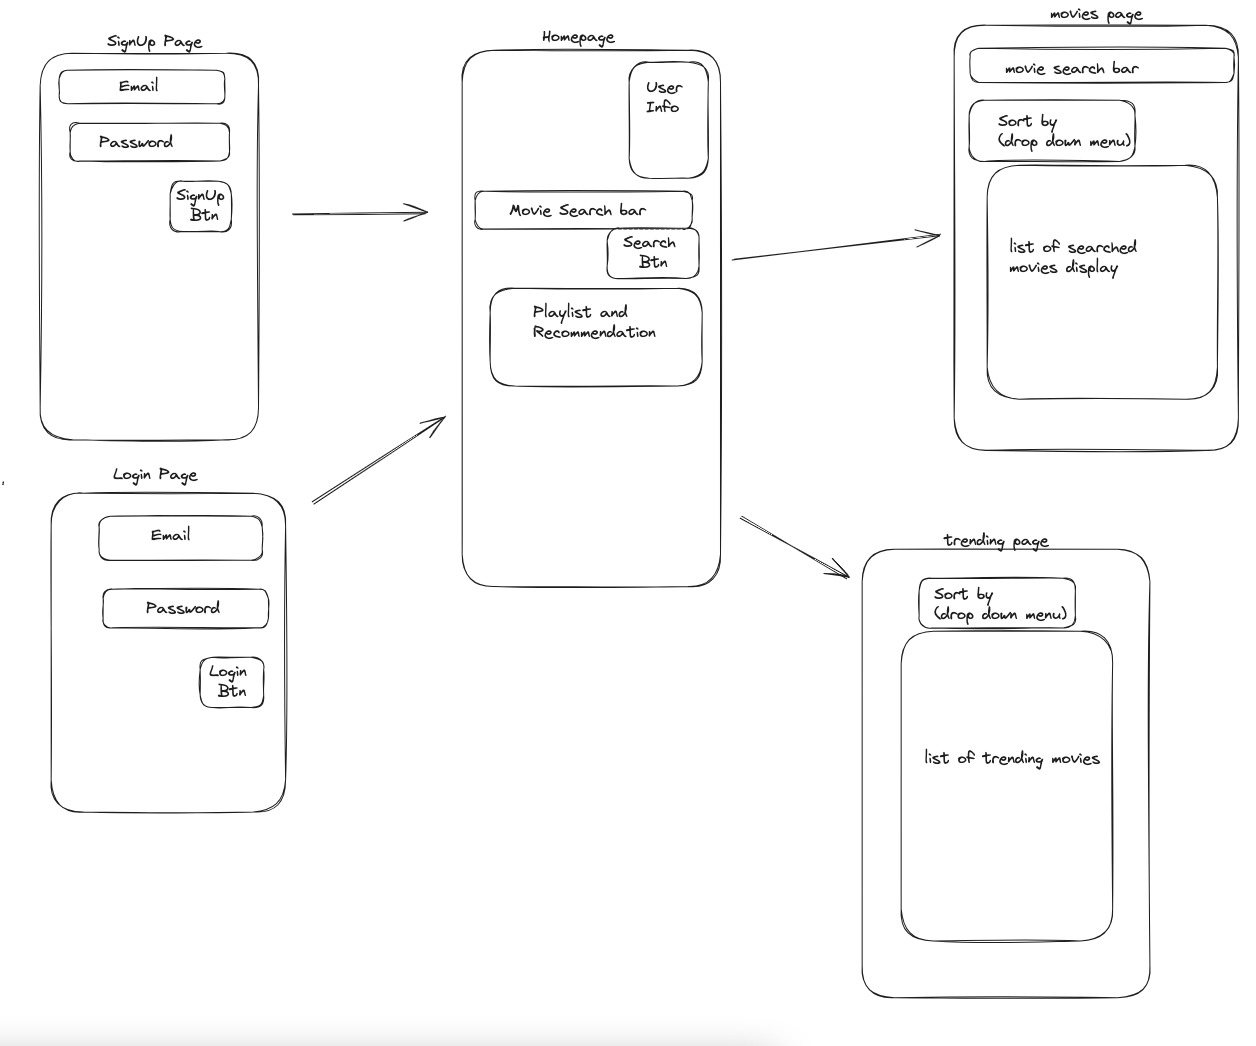 SignUp Page
Email
Password
SignUp
Btn
Login Page
Email
Password
Login
Btn
Homepage
User
Info
Movie Search bar
Search
Btn
Playlist and
Recommendation
movies page
movie search bar
Sort by
(drop down menu)
list of searched
movies display
trending page
Sort by
(drop down menu)
list of trending movies